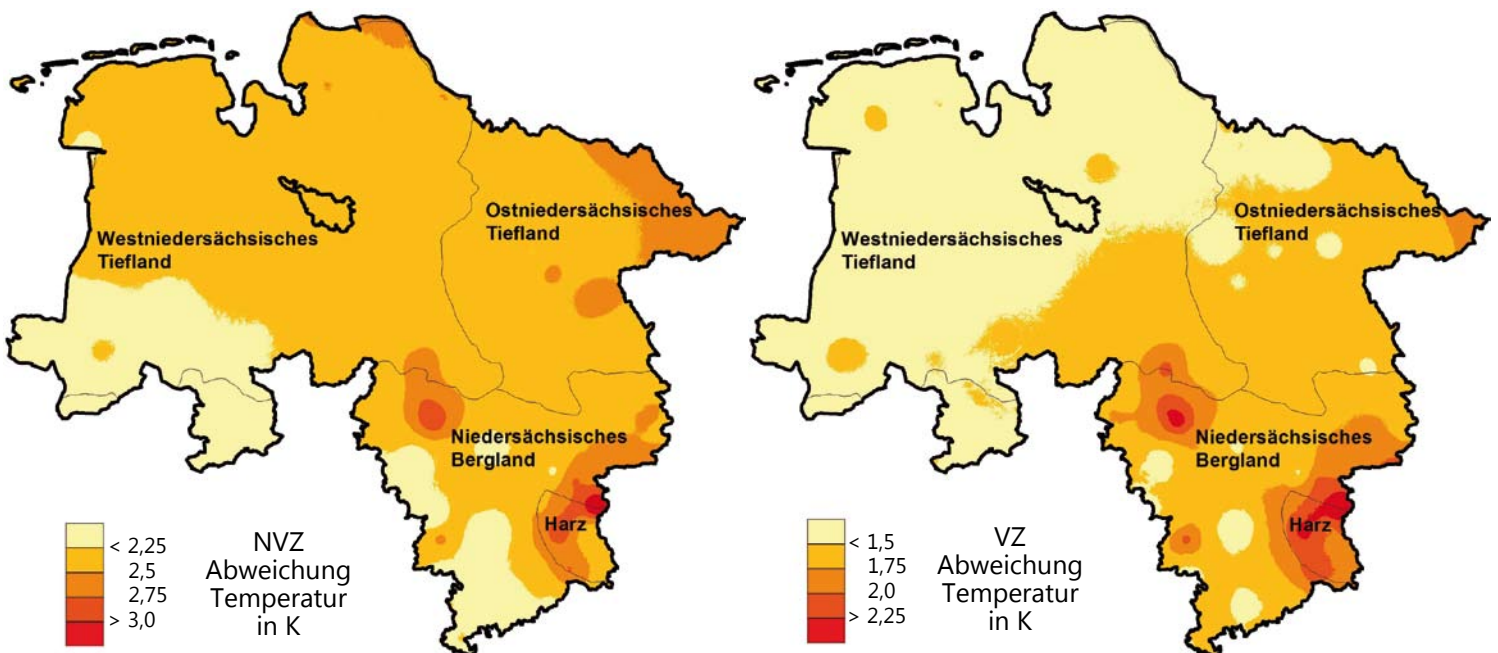 Westniedersächsisches
Tiefland
Ostniedersächsisches
Tiefland
Niedersächsisches
Bergland
Harz
< 2,25
2,5
2,75
> 3,0
NVZ
Abweichung
Temperatur
in K
Westniedersächsisches
Tiefland
Ostniedersächsisches
Tiefland
Niedersächsisches
Bergland
Harz
< 1,5
1,75
2,0
> 2,25
VZ
Abweichung
Temperatur
in K